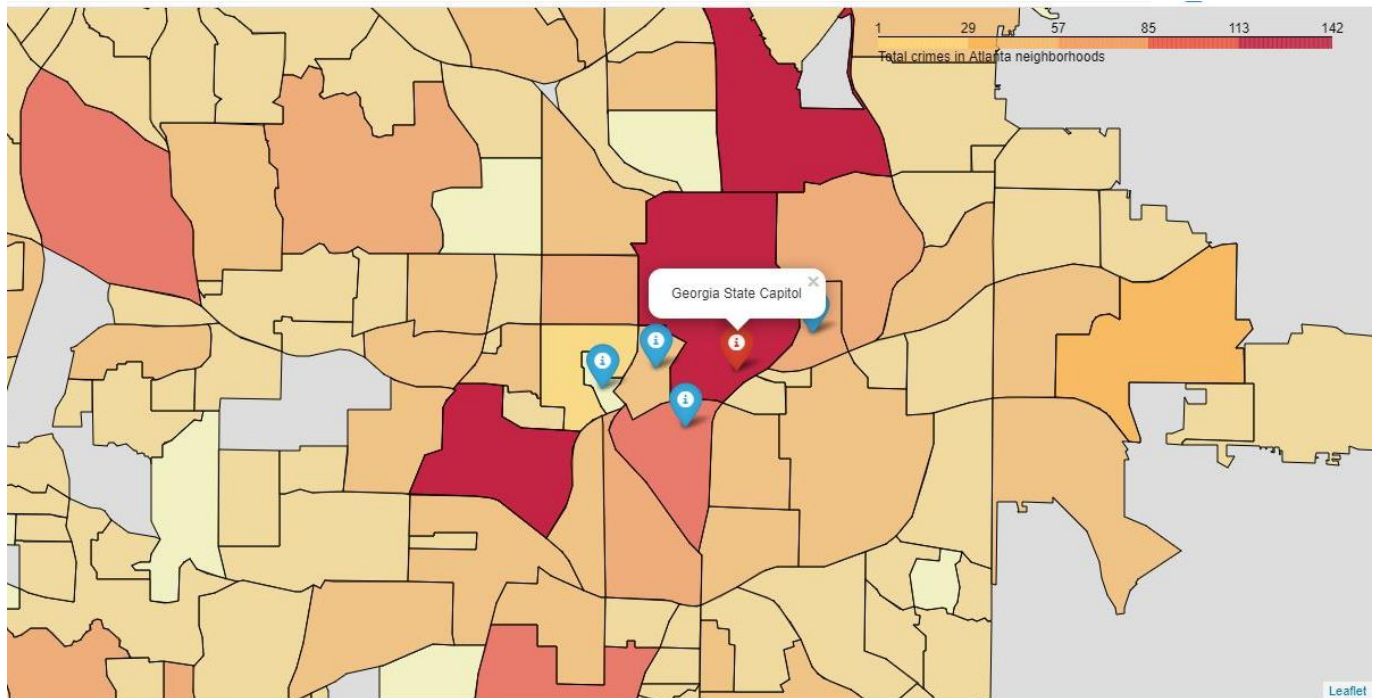 1 29 57 85 113 142
Total crimes in Atlanta neighborhoods
Georgia State Capitol
×
i
i
i
i
Leaflet